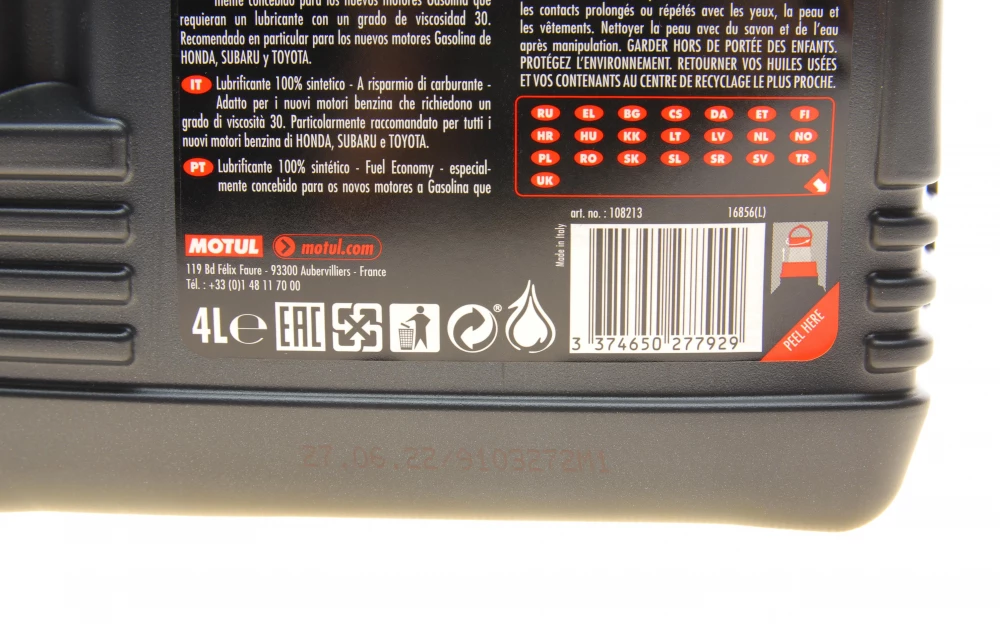 mente concebido para los nuevos motores Gasolina que
requieran un lubricante con un grado de viscosidad 30.
Recomendado en particular para los nuevos motores Gasolina de
HONDA, SUBARU y TOYOTA.
IT Lubrificante 100% sintetico - A risparmio di carburante -
Adatto per i nuovi motori benzina che richiedono un
grado di viscosità 30. Particolarmente raccomandato per tutti i
nuovi motori benzina di HONDA, SUBARU e TOYOTA.
PT Lubrificante 100% sintético - Fuel Economy - especial-
mente concebido para os novos motores a Gasolina que
MOTUL motul.com
119 Bd Félix Faure - 93300 Aubervilliers - France
Tél. : +33 (0)1 48 11 70 00
4L℮ EAC ®
les contacts prolongés ou répétés avec les yeux, la peau et
les vêtements. Nettoyer la peau avec du savon et de l'eau
après manipulation. GARDER HORS DE PORTÉE DES ENFANTS.
PROTÉGEZ L'ENVIRONNEMENT. RETOURNER VOS HUILES USÉES
ET VOS CONTENANTS AU CENTRE DE RECYCLAGE LE PLUS PROCHE.
RU EL BG CS DA ET FI
HR HU KK LT LV NL NO
PL RO SK SL SR SV TR
UK
art. no. : 108213 16856(L)
Made in Italy
3 374650 277929
PEEL HERE
27.06.22/9103272M1